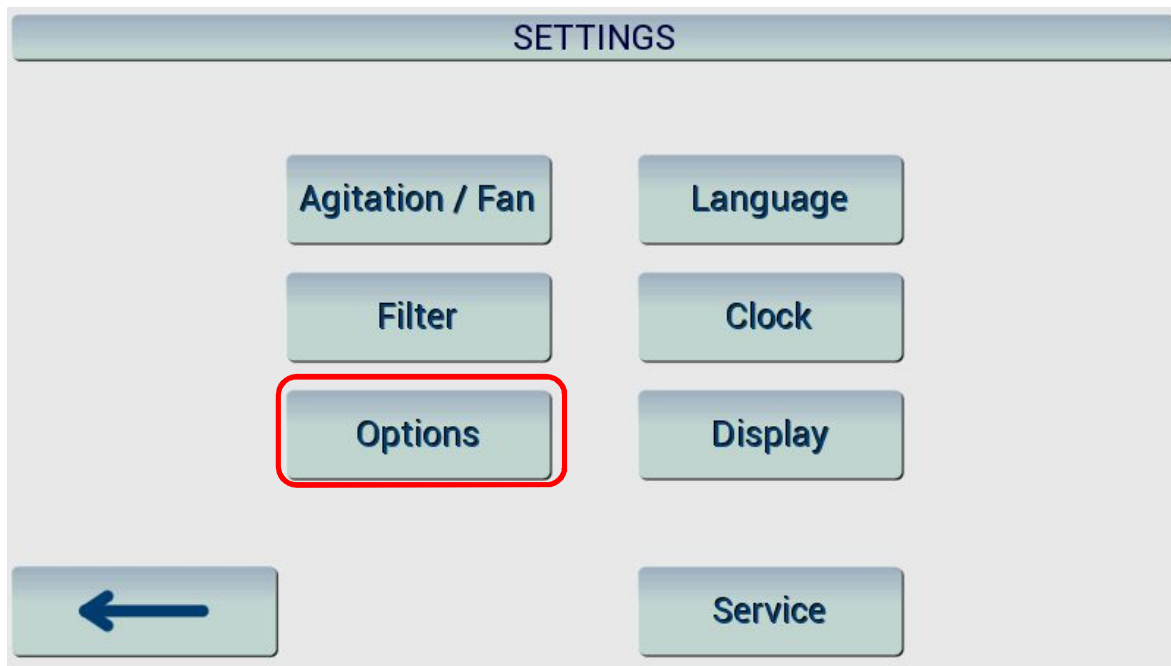 SETTINGS
Agitation / Fan
Language
Filter
Clock
Options
Display
Service